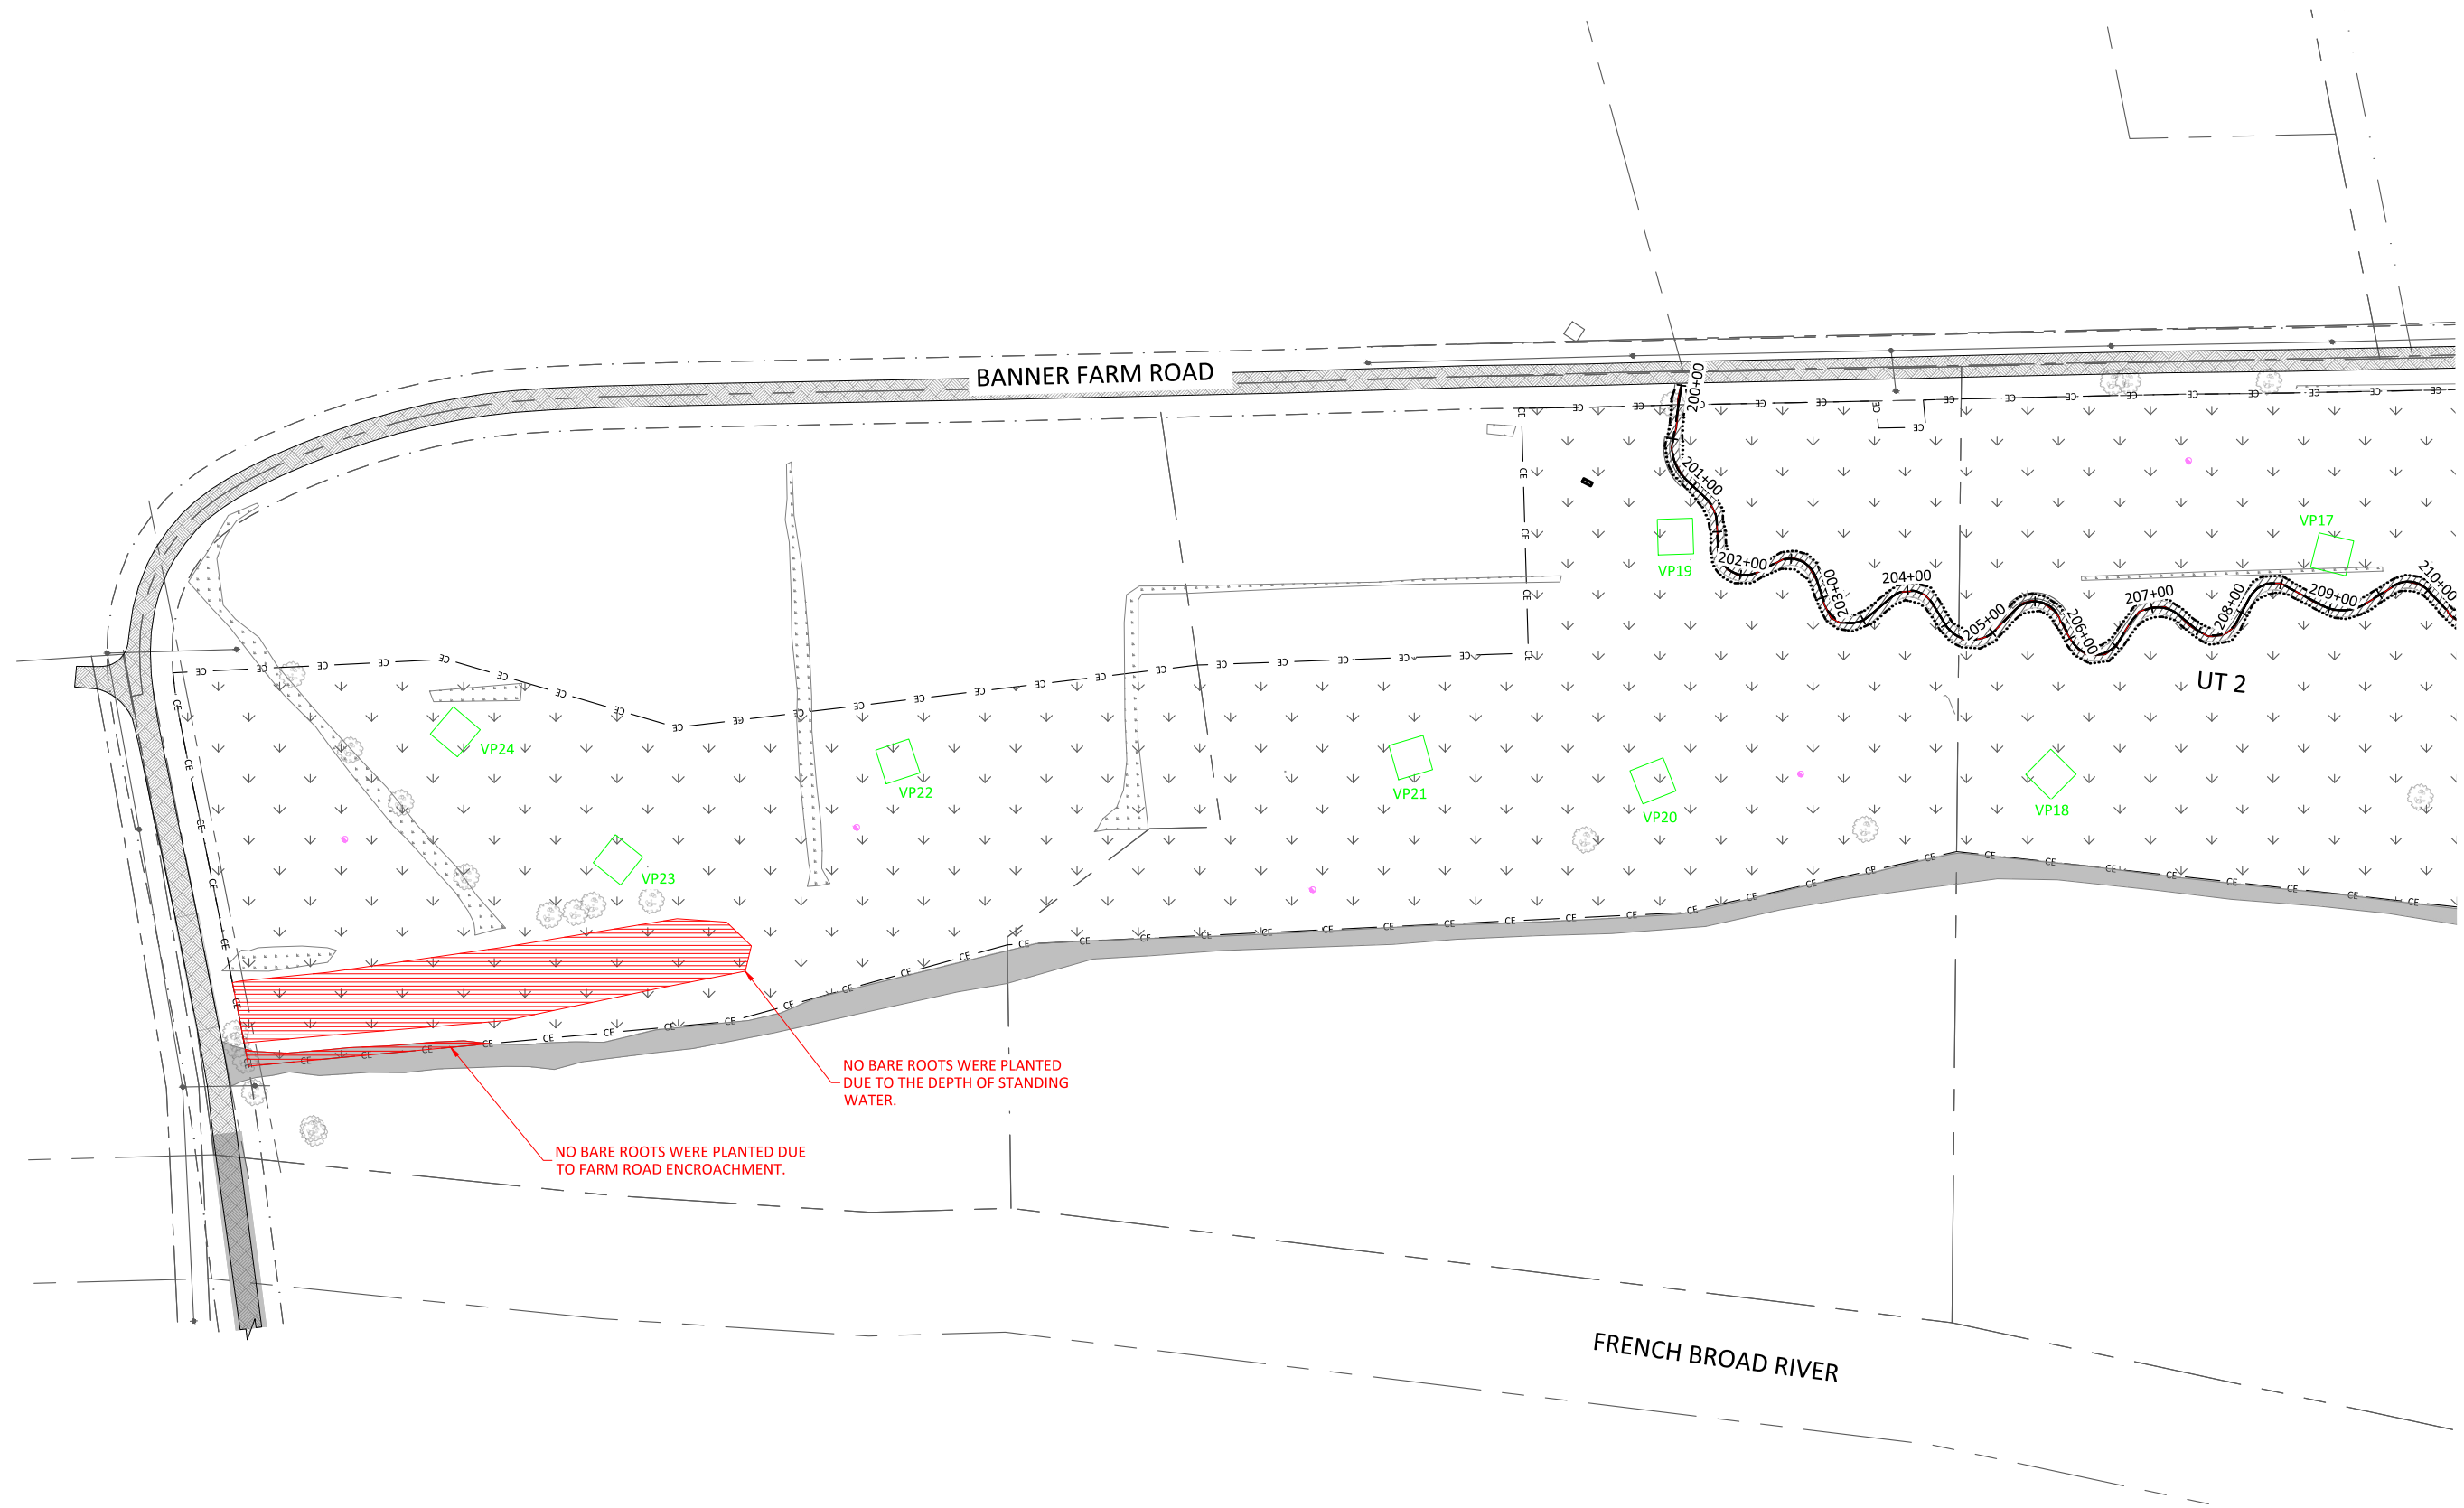 BANNER FARM ROAD
200+00
201+00
202+00
203+00
204+00
205+00
206+00
207+00
208+00
209+00
210+00
UT 2
VP17
VP19
VP24
VP22
VP21
VP20
VP18
VP23
CE
NO BARE ROOTS WERE PLANTED
DUE TO THE DEPTH OF STANDING
WATER.
NO BARE ROOTS WERE PLANTED DUE
TO FARM ROAD ENCROACHMENT.
FRENCH BROAD RIVER